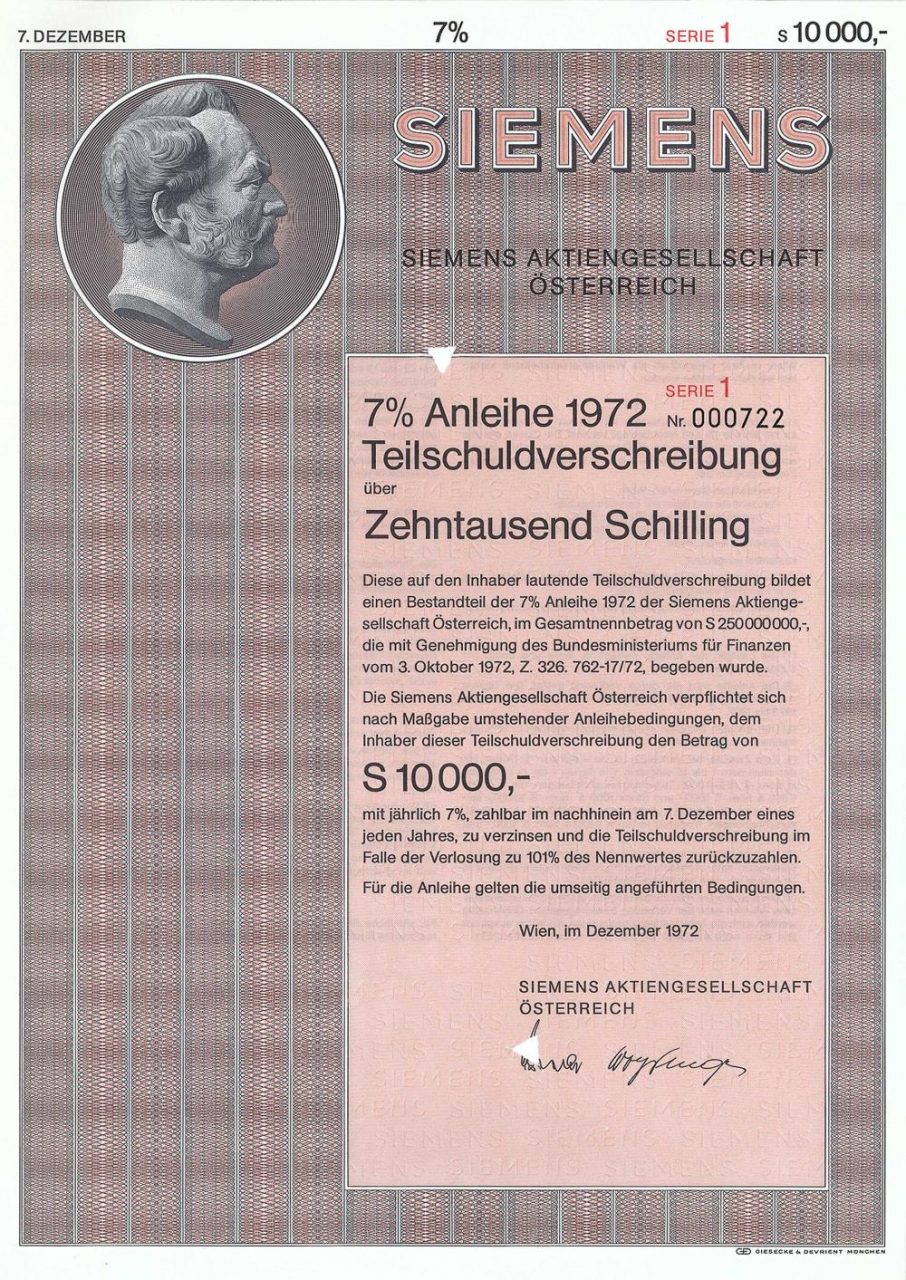 7. DEZEMBER 7% SERIE 1 S 10 000,-
SIEMENS
SIEMENS AKTIENGESELLSCHAFT
ÖSTERREICH
SERIE 1
7% Anleihe 1972 Nr. 000722
Teilschuldverschreibung
über
Zehntausend Schilling
Diese auf den Inhaber lautende Teilschuldverschreibung bildet
einen Bestandteil der 7% Anleihe 1972 der Siemens Aktienge-
sellschaft Österreich, im Gesamtnennbetrag von S 250000000,-,
die mit Genehmigung des Bundesministeriums für Finanzen
vom 3. Oktober 1972, Z. 326. 762-17/72, begeben wurde.
Die Siemens Aktiengesellschaft Österreich verpflichtet sich
nach Maßgabe umstehender Anleihebedingungen, dem
Inhaber dieser Teilschuldverschreibung den Betrag von
S 10 000,-
mit jährlich 7%, zahlbar im nachhinein am 7. Dezember eines
jeden Jahres, zu verzinsen und die Teilschuldverschreibung im
Falle der Verlosung zu 101% des Nennwertes zurückzuzahlen.
Für die Anleihe gelten die umseitig angeführten Bedingungen.
Wien, im Dezember 1972
SIEMENS AKTIENGESELLSCHAFT
ÖSTERREICH
GIESECKE & DEVRIENT MÜNCHEN